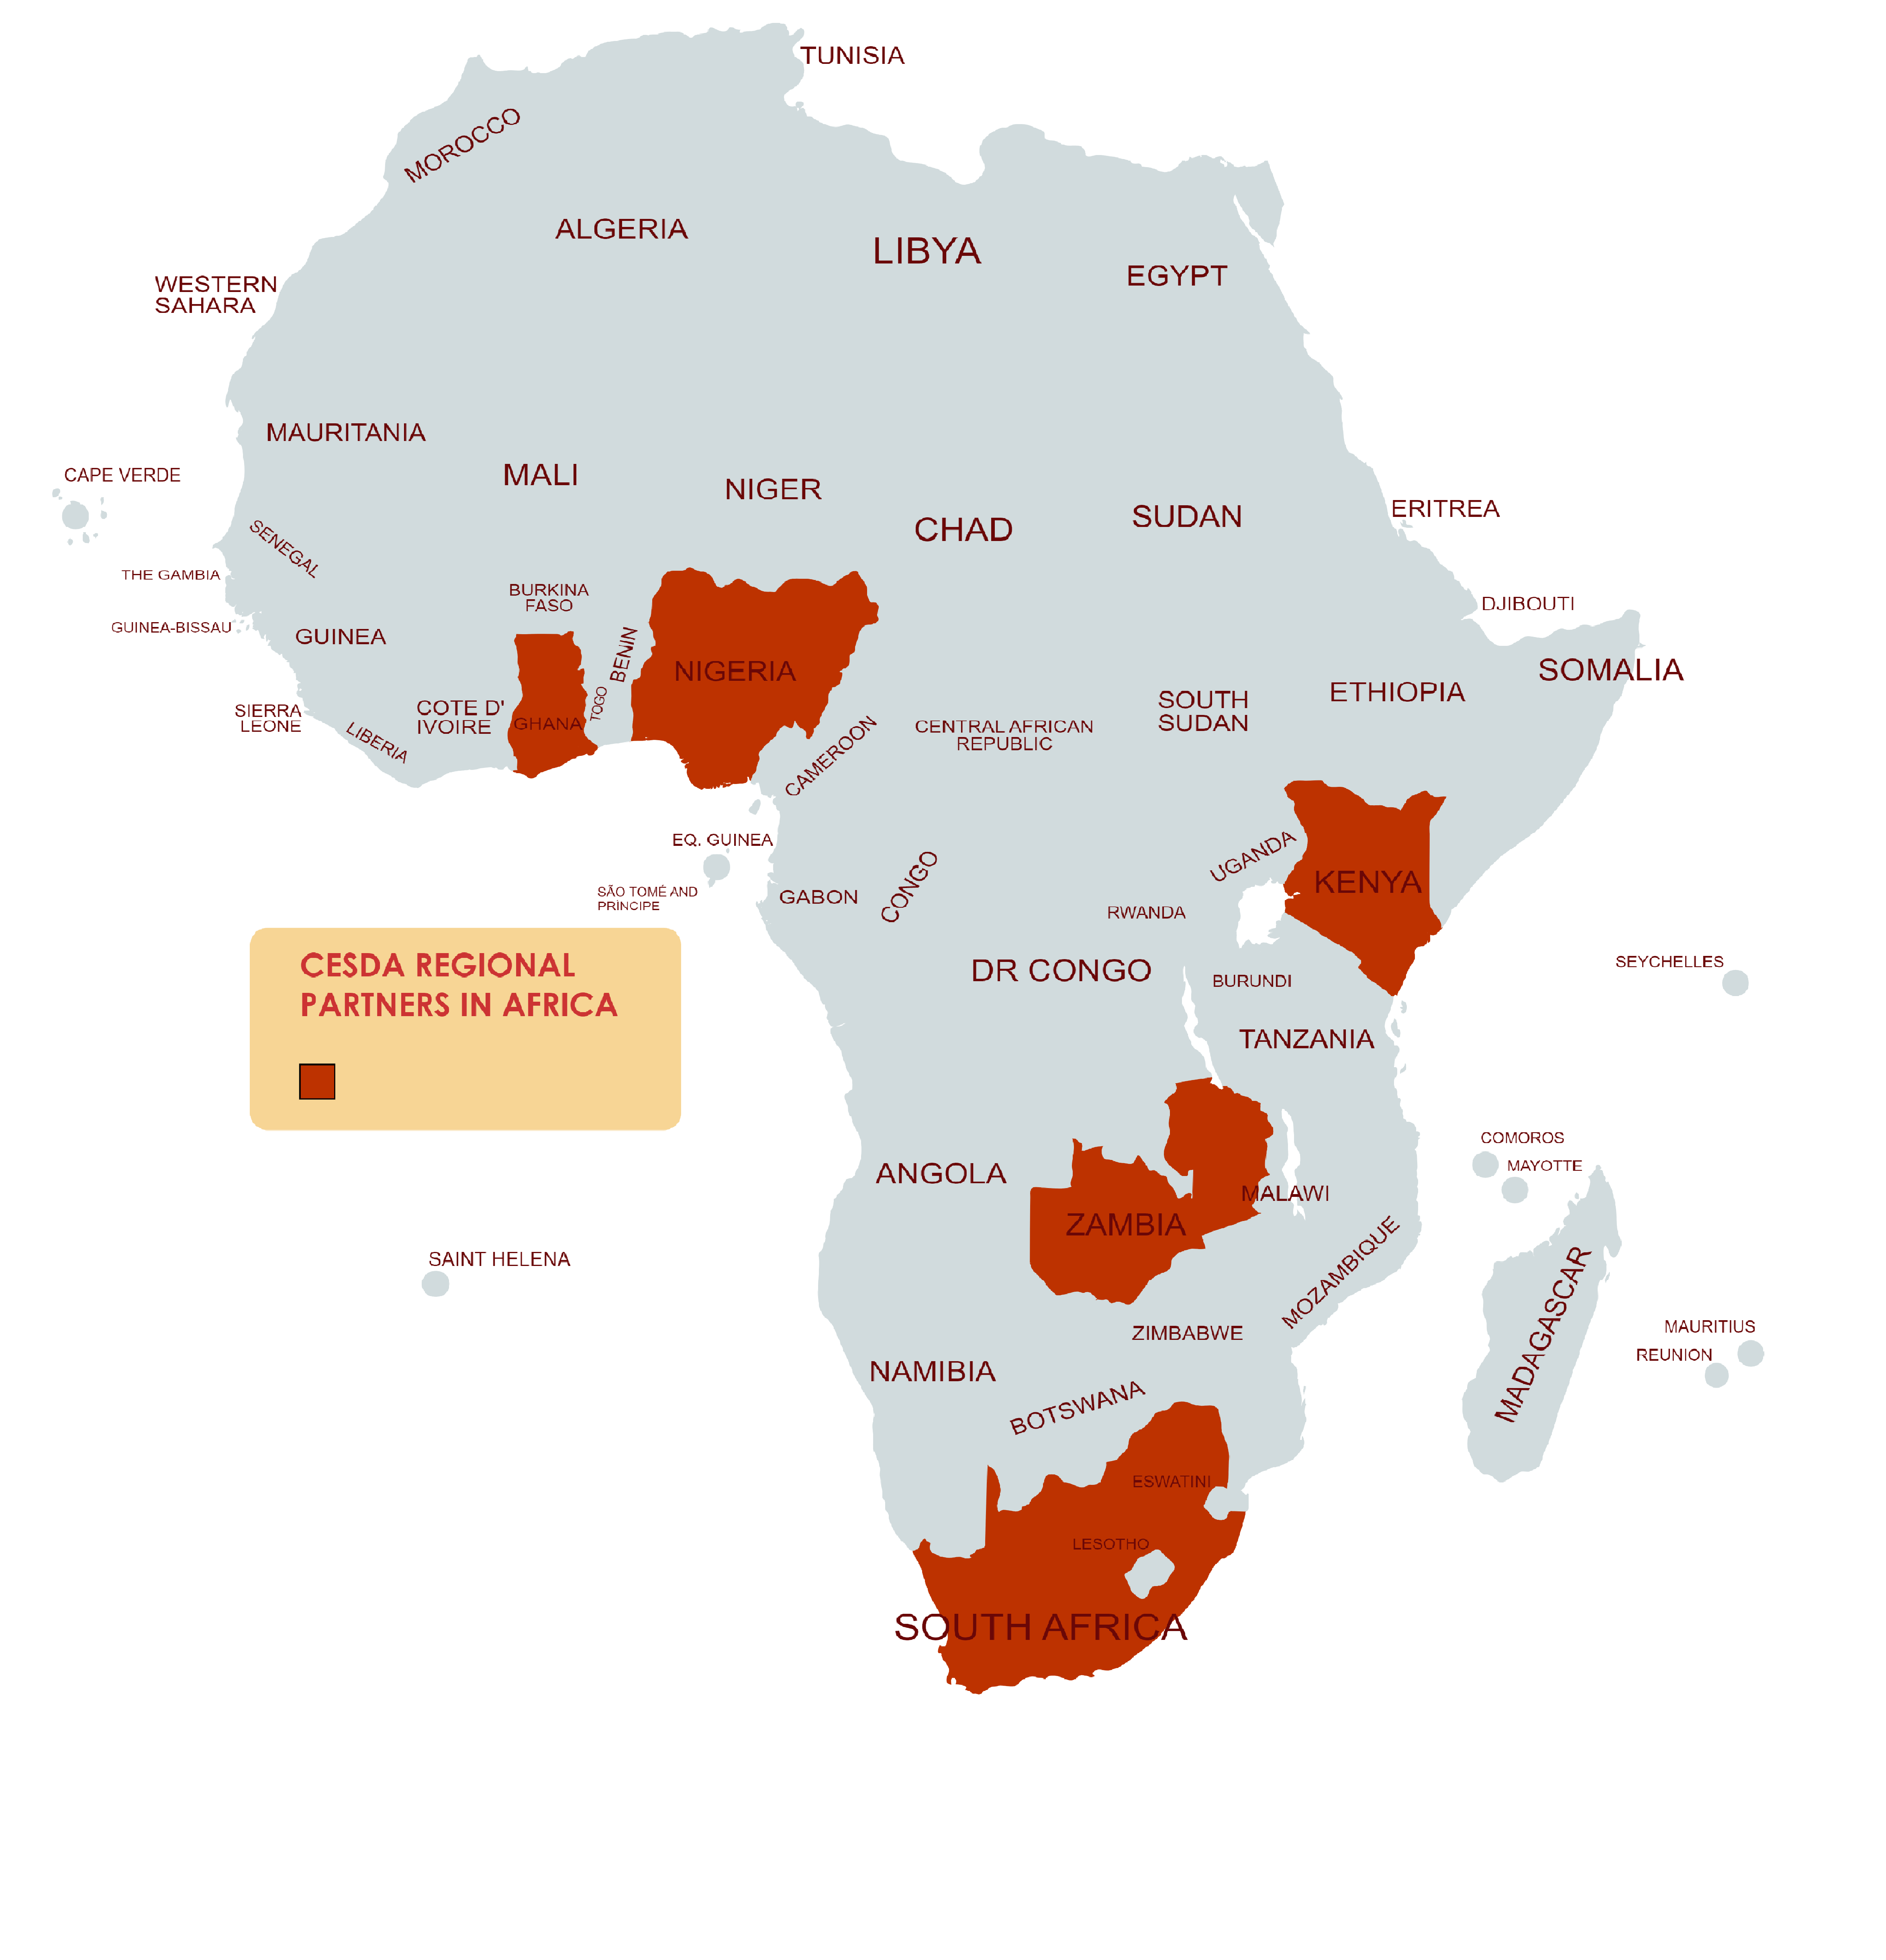 TUNISIA
MOROCCO
ALGERIA
LIBYA
EGYPT
WESTERN
SAHARA
MAURITANIA
CAPE VERDE
MALI
NIGER
CHAD
SUDAN
ERITREA
SENEGAL
THE GAMBIA
BURKINA
FASO
DJIBOUTI
GUINEA-BISSAU
GUINEA
BENIN
NIGERIA
SOMALIA
ETHIOPIA
SOUTH
SUDAN
SIERRA
LEONE
LIBERIA
COTE D'
IVOIRE
GHANA
TOGO
CAMEROON
CENTRAL AFRICAN
REPUBLIC
EQ. GUINEA
UGANDA
KENYA
SÃO TOMÉ AND
PRÍNCIPE
GABON
CONGO
RWANDA
CESDA REGIONAL
PARTNERS IN AFRICA
DR CONGO
BURUNDI
SEYCHELLES
TANZANIA
COMOROS
MAYOTTE
ANGOLA
MALAWI
ZAMBIA
SAINT HELENA
MOZAMBIQUE
MADAGASCAR
ZIMBABWE
MAURITIUS
REUNION
NAMIBIA
BOTSWANA
ESWATINI
LESOTHO
SOUTH AFRICA